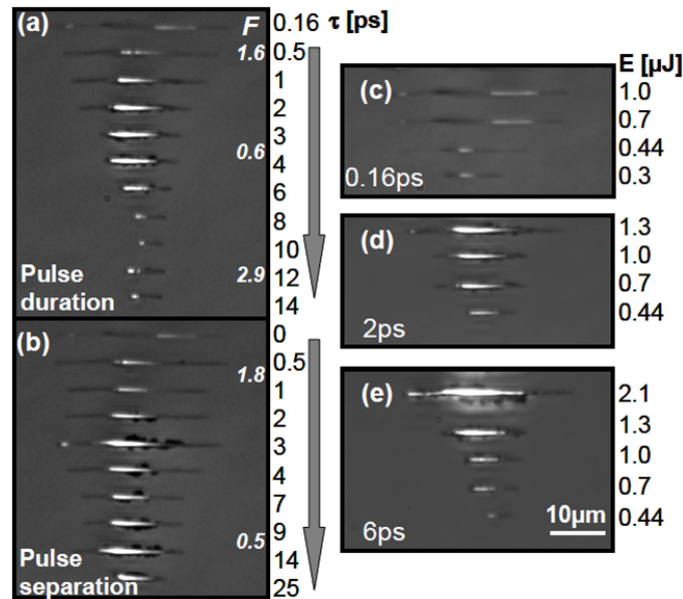 (a) F 0.16 τ [ps]
1.6 0.5
1
2
3
0.6 4
6
8
10
2.9 12
Pulse
duration 14
(b) 0
0.5
1.8 1
2
3
4
7
9
0.5 14
Pulse
separation 25
E [µJ]
(c) 1.0
0.7
0.44
0.16ps 0.3
(d) 1.3
1.0
0.7
2ps 0.44
(e) 2.1
1.3
1.0
0.7
10µm
6ps 0.44